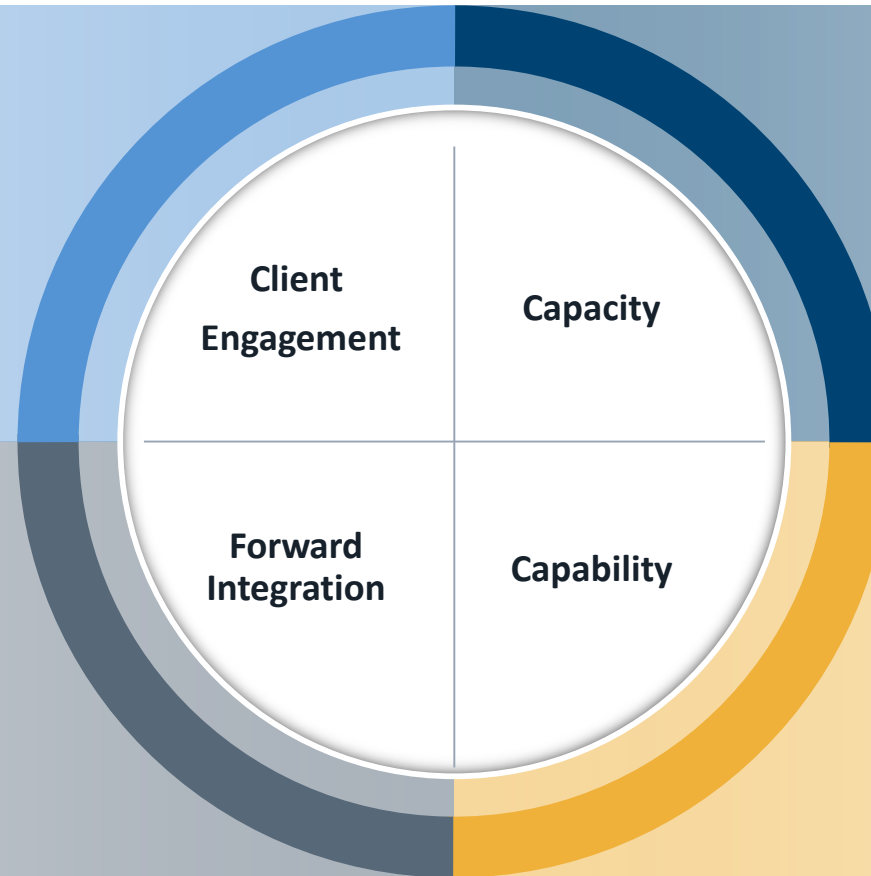 Client
Engagement
Capacity
Forward
Integration
Capability